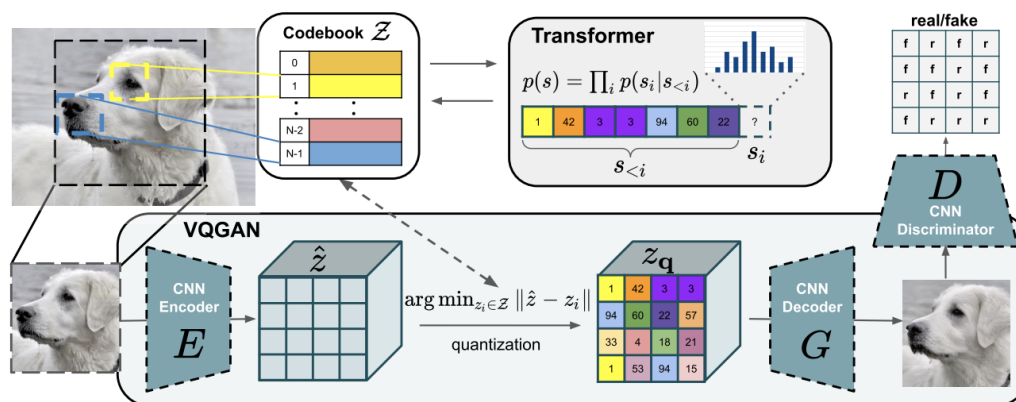 Codebook 𝒵
0
1
N-2
N-1
Transformer
p(s) = ∏ᵢ p(sᵢ|s<ᵢ)
1 42 3 3 94 60 22 ?
s<ᵢ
sᵢ
real/fake
f r f r
f f r f
r f r f
f r r r
D
CNN
Discriminator
VQGAN
CNN
Encoder
E
ẑ
arg min_{zᵢ∈𝒵} ‖ẑ − zᵢ‖
quantization
z_q
1 42 3 3
94 60 22 57
33 4 18 21
1 53 94 15
CNN
Decoder
G